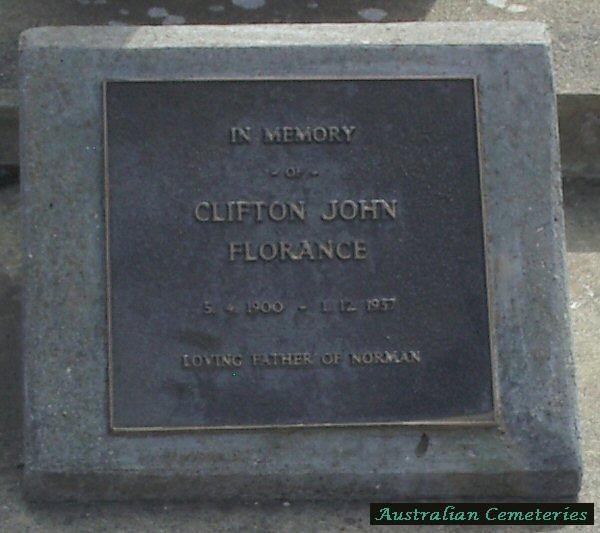 IN MEMORY
- OF -
CLIFTON JOHN
FLORANCE
5. 4. 1900 - 1. 12. 1937
LOVING FATHER OF NORMAN
Australian Cemeteries